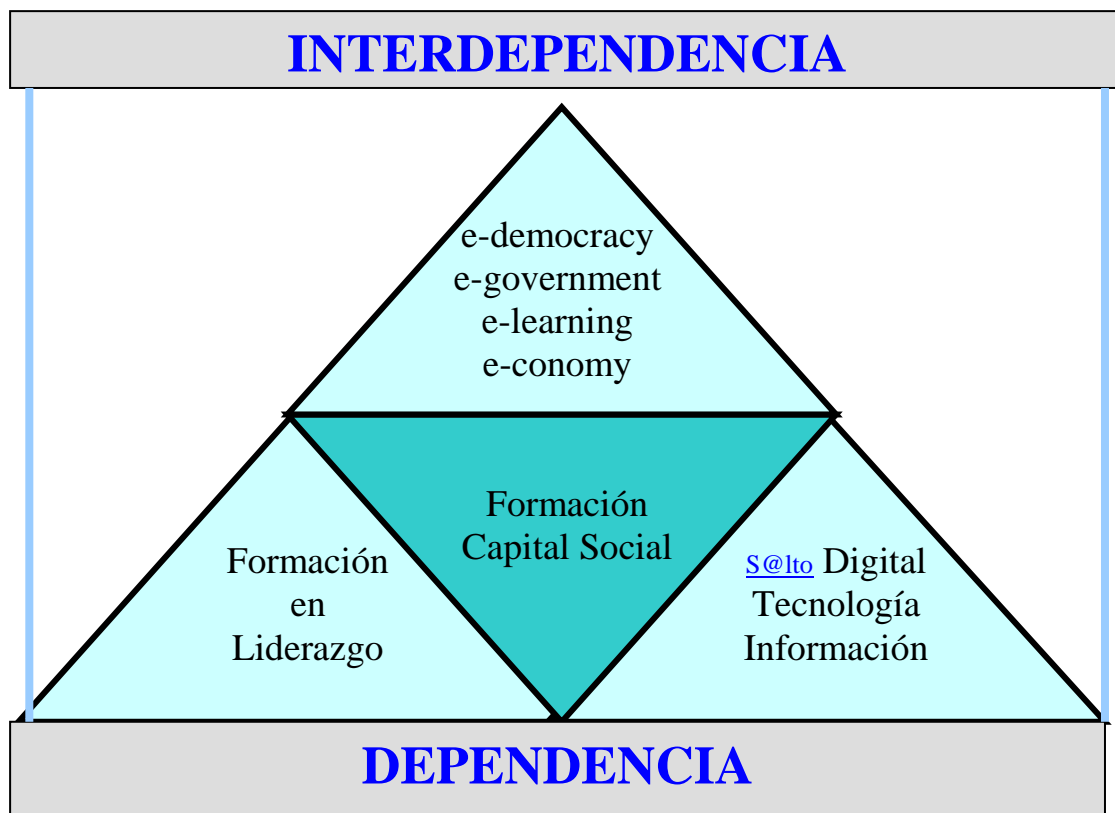 INTERDEPENDENCIA
e-democracy
e-government
e-learning
e-conomy
Formación
Capital Social
Formación
en
Liderazgo
S@lto Digital
Tecnología
Información
DEPENDENCIA